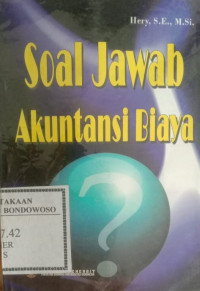 Hery, S.E., M.Si.
Soal Jawab
Akuntansi Biaya
TAKAAN
BONDOWOSO
7.42
ER
S
?